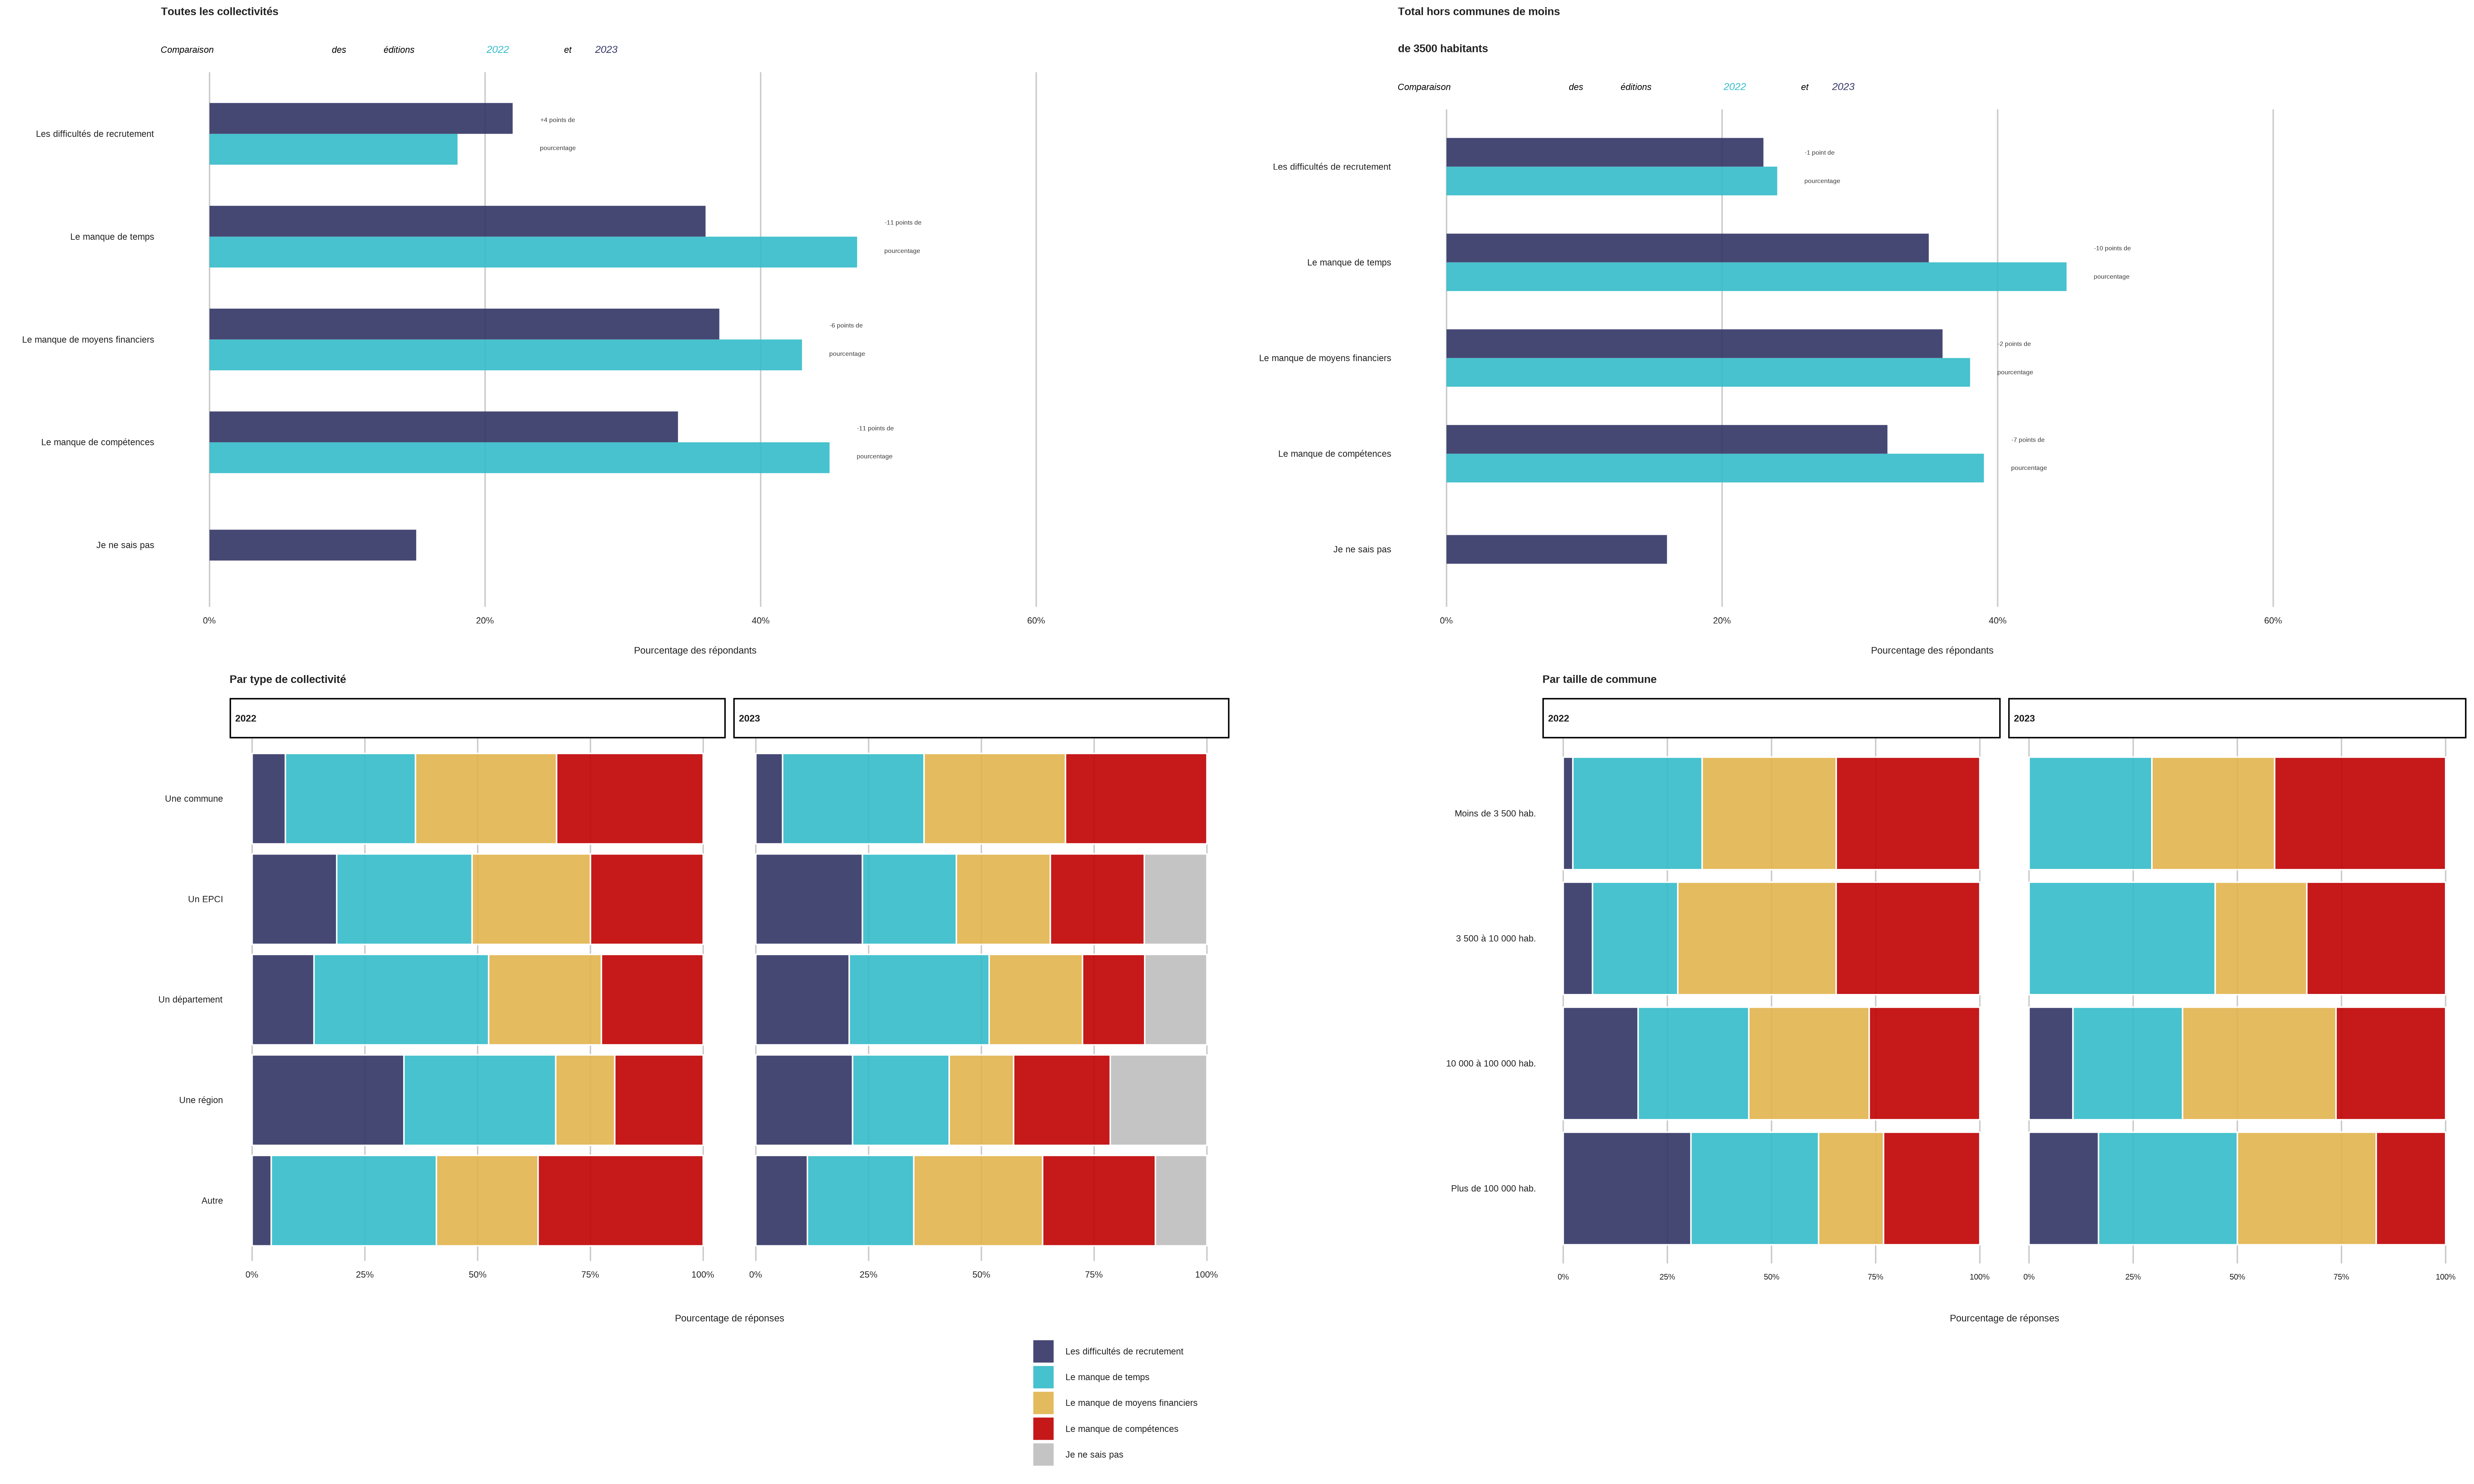 Toutes les collectivités
Comparaison des éditions 2022 et 2023
Les difficultés de recrutement
+4 points de
pourcentage
Le manque de temps
-11 points de
pourcentage
Le manque de moyens financiers
-6 points de
pourcentage
Le manque de compétences
-11 points de
pourcentage
Je ne sais pas
0% 20% 40% 60%
Pourcentage des répondants
Total hors communes de moins
de 3500 habitants
Comparaison des éditions 2022 et 2023
Les difficultés de recrutement
-1 point de
pourcentage
Le manque de temps
-10 points de
pourcentage
Le manque de moyens financiers
-2 points de
pourcentage
Le manque de compétences
-7 points de
pourcentage
Je ne sais pas
0% 20% 40% 60%
Pourcentage des répondants
Par type de collectivité
2022 2023
Une commune
Un EPCI
Un département
Une région
Autre
0% 25% 50% 75% 100% 0% 25% 50% 75% 100%
Pourcentage de réponses
Par taille de commune
2022 2023
Moins de 3 500 hab.
3 500 à 10 000 hab.
10 000 à 100 000 hab.
Plus de 100 000 hab.
0% 25% 50% 75% 100% 0% 25% 50% 75% 100%
Pourcentage de réponses
Les difficultés de recrutement
Le manque de temps
Le manque de moyens financiers
Le manque de compétences
Je ne sais pas